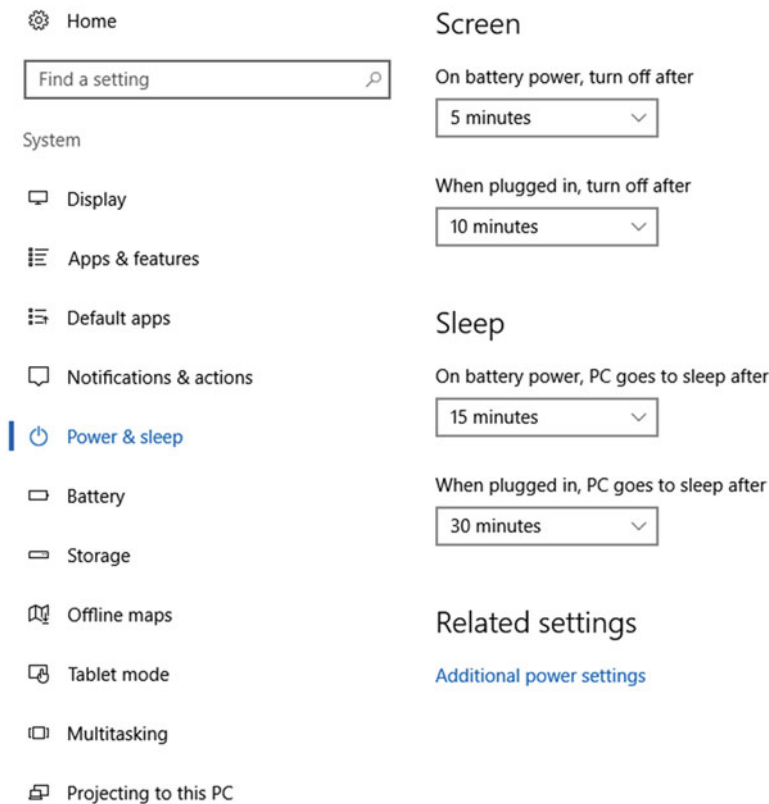 Home
Find a setting
System
Display
Apps & features
Default apps
Notifications & actions
Power & sleep
Battery
Storage
Offline maps
Tablet mode
Multitasking
Projecting to this PC
Screen
On battery power, turn off after
5 minutes
When plugged in, turn off after
10 minutes
Sleep
On battery power, PC goes to sleep after
15 minutes
When plugged in, PC goes to sleep after
30 minutes
Related settings
Additional power settings